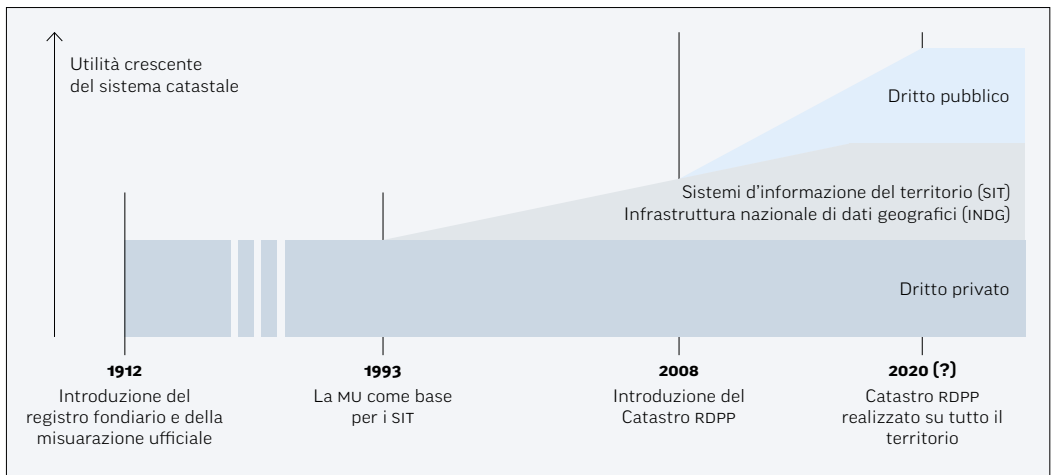 Utilità crescente
del sistema catastale
Dritto pubblico
Sistemi d'informazione del territorio (SIT)
Infrastruttura nazionale di dati geografici (INDG)
Dritto privato
1912
Introduzione del
registro fondiario e della
misuarazione ufficiale
1993
La MU come base
per i SIT
2008
Introduzione del
Catastro RDPP
2020 (?)
Catastro RDPP
realizzato su tutto il
territorio